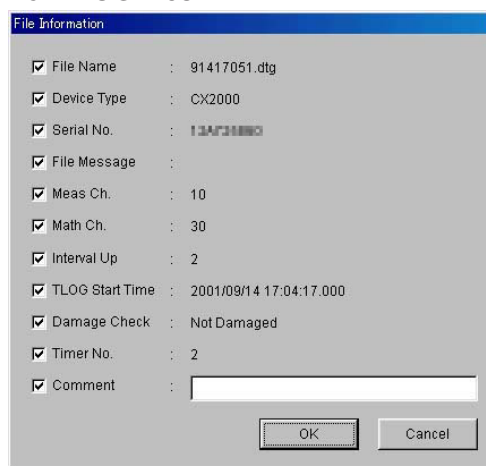 File Information
File Name : 91417051.dtg
Device Type : CX2000
Serial No. :
File Message :
Meas Ch. : 10
Math Ch. : 30
Interval Up : 2
TLOG Start Time : 2001/09/14 17:04:17.000
Damage Check : Not Damaged
Timer No. : 2
Comment :
OK Cancel